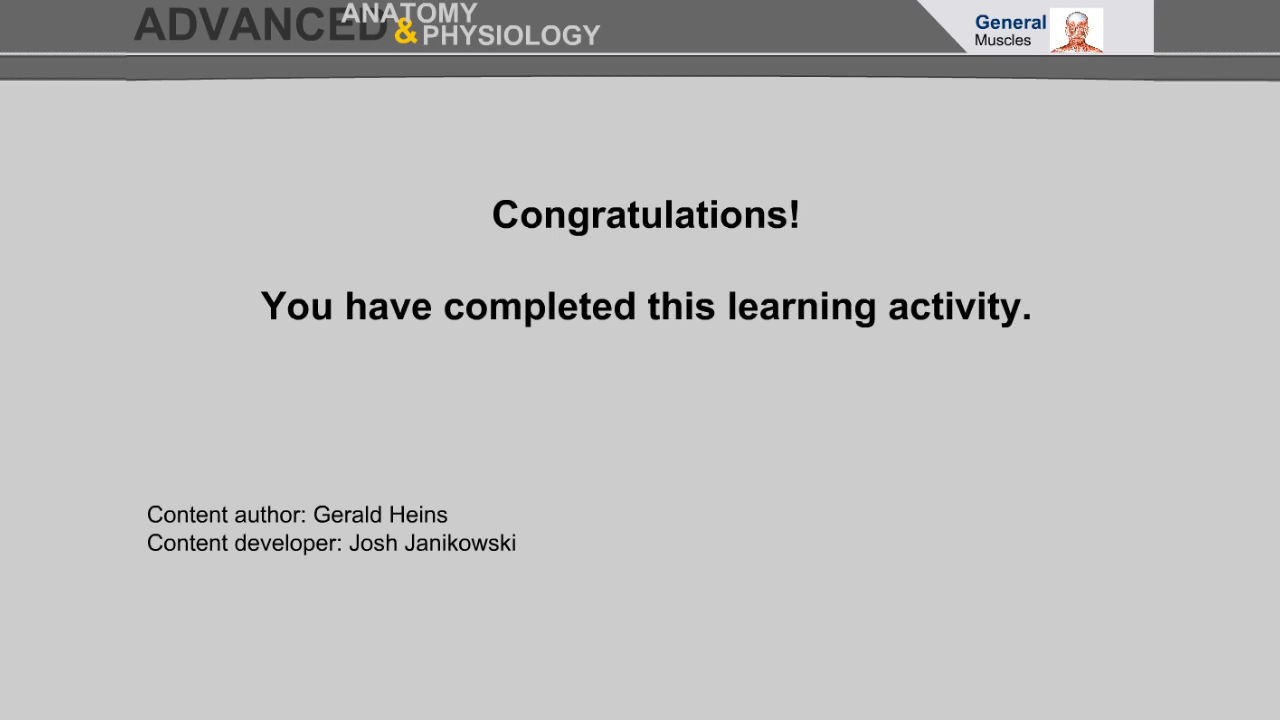 ADVANCED ANATOMY
& PHYSIOLOGY
General
Muscles
Congratulations!
You have completed this learning activity.
Content author: Gerald Heins
Content developer: Josh Janikowski